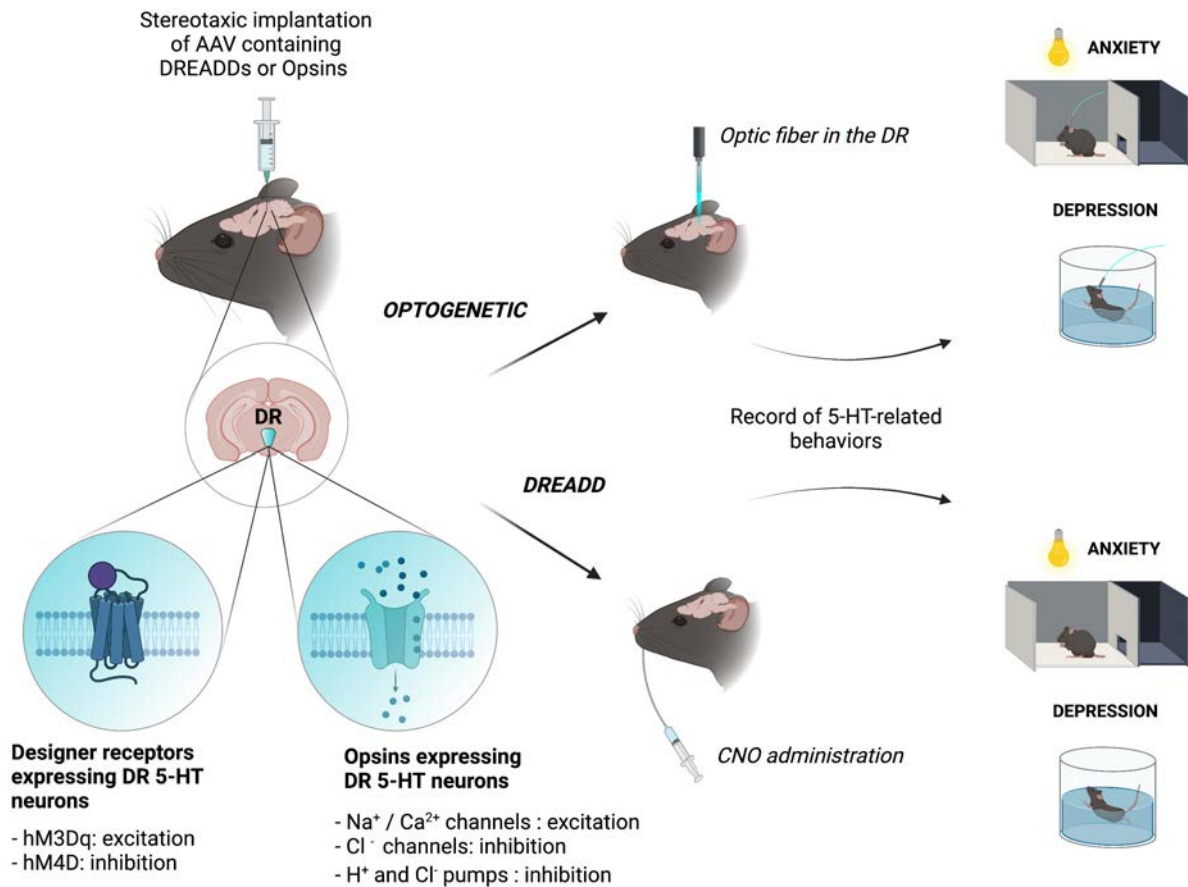 Stereotaxic implantation
of AAV containing
DREADDs or Opsins
OPTOGENETIC
Optic fiber in the DR
ANXIETY
DEPRESSION
DR
Record of 5-HT-related
behaviors
DREADD
CNO administration
ANXIETY
DEPRESSION
Designer receptors
expressing DR 5-HT
neurons
- hM3Dq: excitation
- hM4D: inhibition
Opsins expressing
DR 5-HT neurons
- Na⁺ / Ca²⁺ channels : excitation
- Cl⁻ channels: inhibition
- H⁺ and Cl⁻ pumps : inhibition